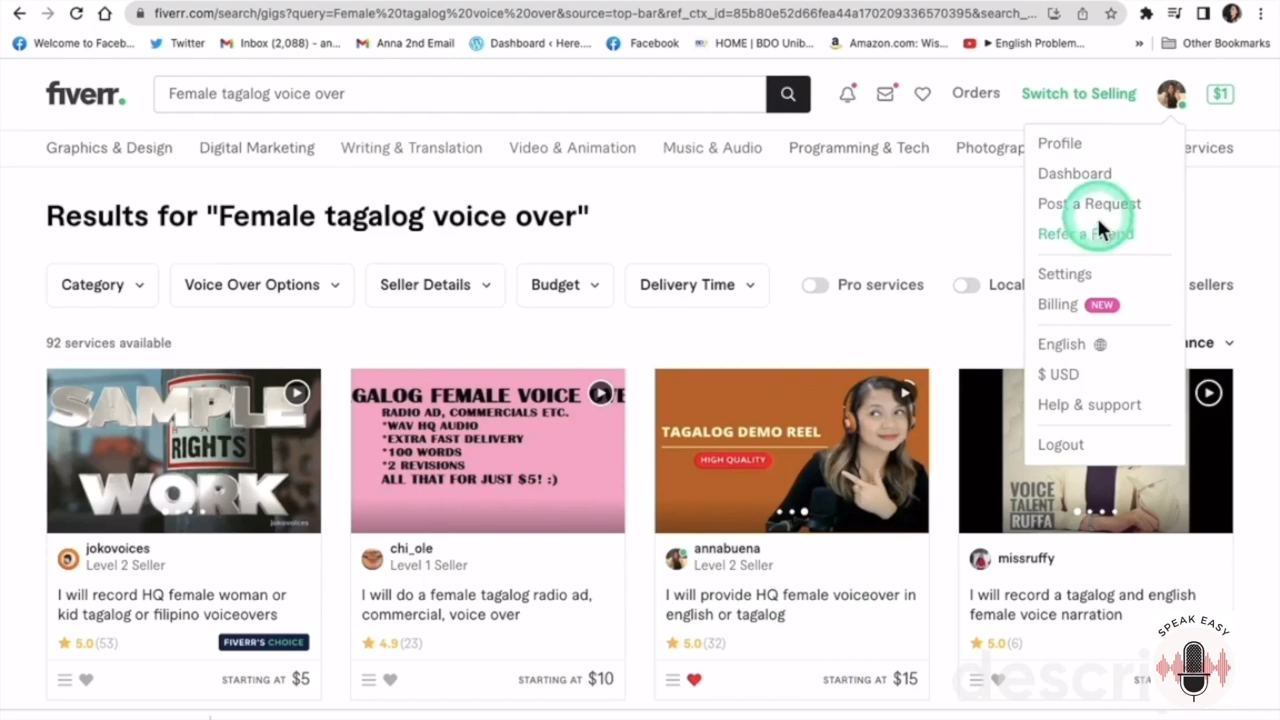 fiverr.com/search/gigs?query=Female%20tagalog%20voice%20over&source=top-bar&ref_ctx_id=85b80e52d66fea44a170209336570395&search_...
Welcome to Faceb...
Twitter
Inbox (2,088) - an...
Anna 2nd Email
Dashboard ‹ Here....
Facebook
HOME | BDO Unib...
Amazon.com: Wis...
► English Problem...
»
Other Bookmarks
fiverr.
Female tagalog voice over
Orders
Switch to Selling
$1
Graphics & Design
Digital Marketing
Writing & Translation
Video & Animation
Music & Audio
Programming & Tech
Photograp
ervices
Profile
Dashboard
Post a Request
Refer a Friend
Settings
Billing NEW
English
$ USD
Help & support
Logout
Results for "Female tagalog voice over"
Category
Voice Over Options
Seller Details
Budget
Delivery Time
Pro services
Local
sellers
92 services available
nce
SAMPLE
RIGHTS
WORK
jokovoices
GALOG FEMALE VOICE VE
RADIO AD, COMMERCIALS ETC.
*WAV HQ AUDIO
*EXTRA FAST DELIVERY
*100 WORDS
*2 REVISIONS
ALL THAT FOR JUST $5! :)
TAGALOG DEMO REEL
HIGH QUALITY
VOICE
TALENT
RUFFA
jokovoices
Level 2 Seller
I will record HQ female woman or
kid tagalog or filipino voiceovers
5.0 (53)
FIVERR'S CHOICE
STARTING AT $5
chi_ole
Level 1 Seller
I will do a female tagalog radio ad,
commercial, voice over
4.9 (23)
STARTING AT $10
annabuena
Level 2 Seller
I will provide HQ female voiceover in
english or tagalog
5.0 (32)
STARTING AT $15
missruffy
I will record a tagalog and english
female voice narration
5.0 (6)
STA
SPEAK EASY
descri